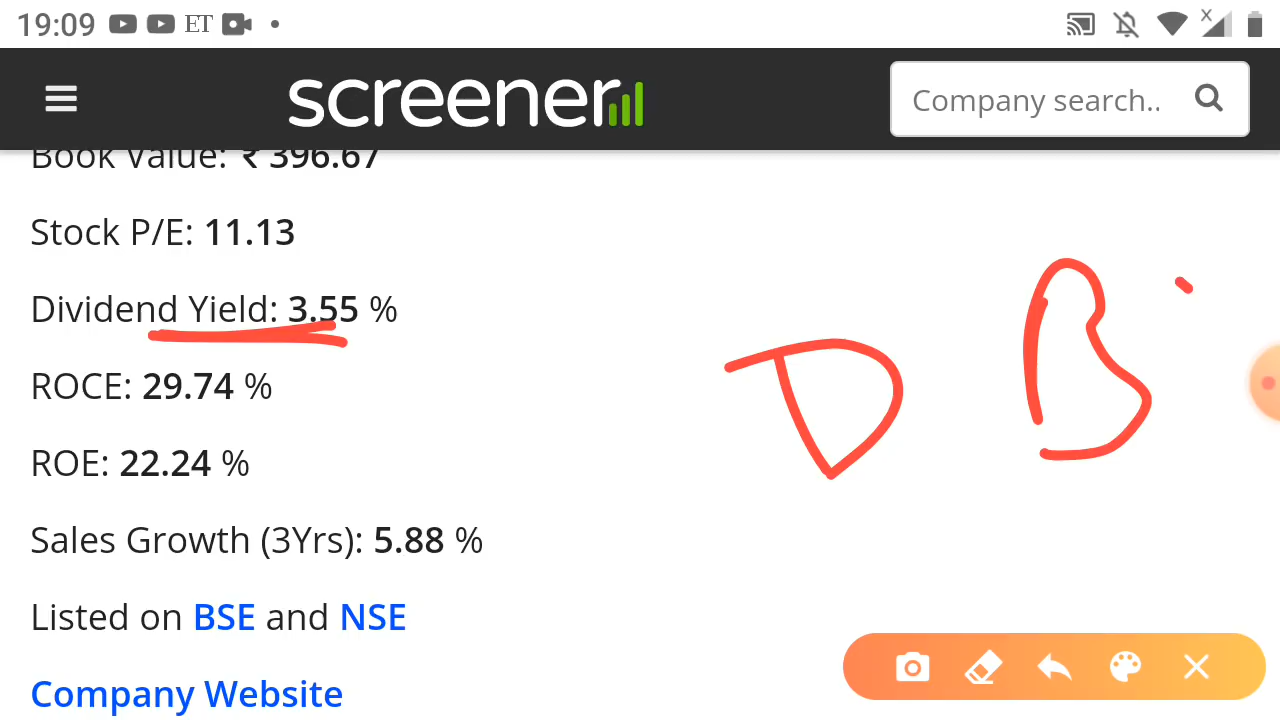 19:09 ET
screener
Company search..
Book Value: ₹ 396.67
Stock P/E: 11.13
Dividend Yield: 3.55 %
D B
ROCE: 29.74 %
ROE: 22.24 %
Sales Growth (3Yrs): 5.88 %
Listed on BSE and NSE
Company Website